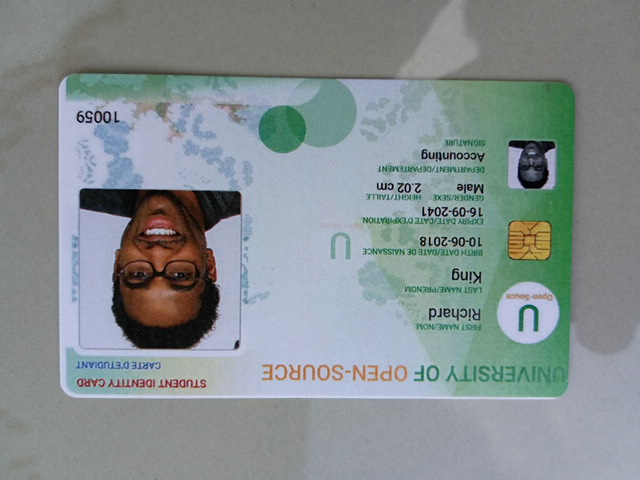 UNIVERSITY OF OPEN-SOURCE
STUDENT IDENTITY CARD
CARTE D'ETUDIANT
U
Open-Souce
FIRST NAME/NOM
Richard
LAST NAME/PRENOM
King
BIRTH DATE/DATE DE NAISSANCE
10-06-2018
EXPIRY DATE/DATE D'EXPIRATION
16-09-2041
GENDER/SEXE HEIGHT/TAILLE
Male 2.02 cm
DEPARTMENT/DEPARTEMENT
Accounting
SIGNATURE
U
10059